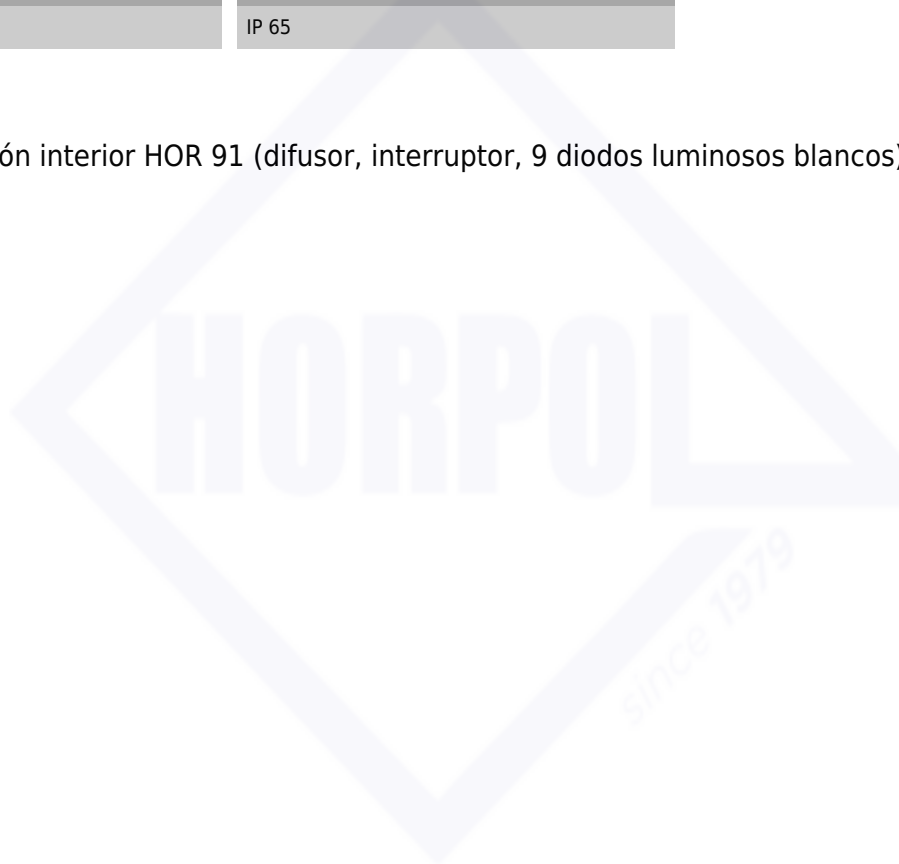 IP 65
ón interior HOR 91 (difusor, interruptor, 9 diodos luminosos blancos)
HORPOL
since 1979